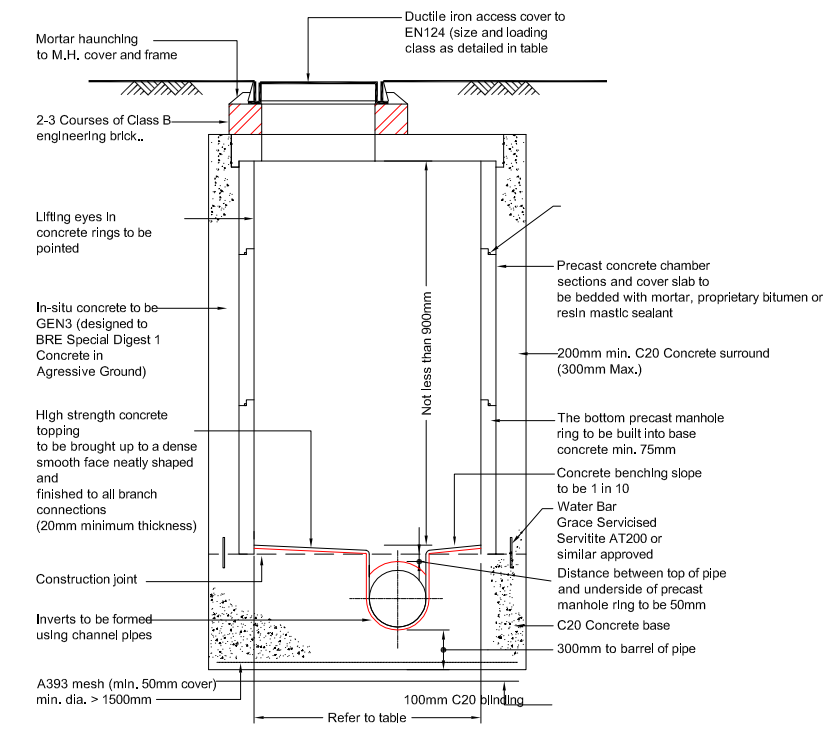 Ductile iron access cover to
EN124 (size and loading
class as detailed in table
Mortar haunching
to M.H. cover and frame
2-3 Courses of Class B
engineering brick..
Lifting eyes in
concrete rings to be
pointed
Precast concrete chamber
sections and cover slab to
be bedded with mortar, proprietary bitumen or
resin mastic sealant
In-situ concrete to be
GEN3 (designed to
BRE Special Digest 1
Concrete in
Agressive Ground)
Not less than 900mm
200mm min. C20 Concrete surround
(300mm Max.)
High strength concrete
topping
to be brought up to a dense
smooth face neatly shaped
and
finished to all branch
connections
(20mm minimum thickness)
The bottom precast manhole
ring to be built into base
concrete min. 75mm
Concrete benching slope
to be 1 in 10
Water Bar
Grace Servicised
Servitite AT200 or
similar approved
Construction joint
Distance between top of pipe
and underside of precast
manhole ring to be 50mm
Inverts to be formed
using channel pipes
C20 Concrete base
300mm to barrel of pipe
A393 mesh (min. 50mm cover)
min. dia. > 1500mm
100mm C20 blinding
Refer to table